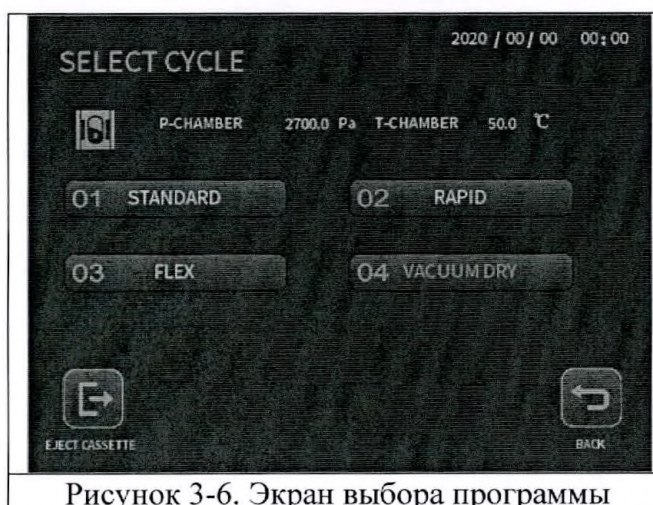 2020 / 00 / 00 00:00
SELECT CYCLE
P-CHAMBER 2700.0 Pa T-CHAMBER 50.0 ℃
01 STANDARD
02 RAPID
03 FLEX
04 VACUUM DRY
EJECT CASSETTE
BACK
Рисунок 3-6. Экран выбора программы